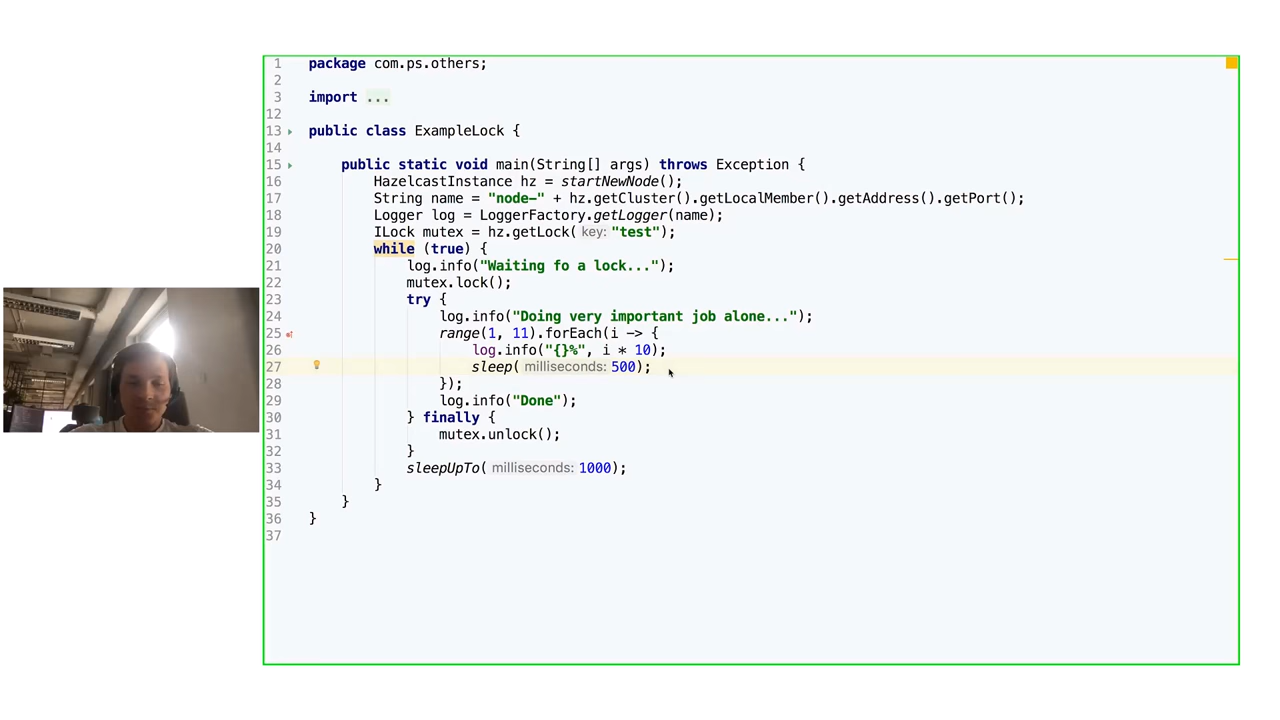 1 package com.ps.others;
2
3 import ...
12
13 public class ExampleLock {
14
15 public static void main(String[] args) throws Exception {
16 HazelcastInstance hz = startNewNode();
17 String name = "node-" + hz.getCluster().getLocalMember().getAddress().getPort();
18 Logger log = LoggerFactory.getLogger(name);
19 ILock mutex = hz.getLock( key: "test");
20 while (true) {
21 log.info("Waiting fo a lock...");
22 mutex.lock();
23 try {
24 log.info("Doing very important job alone...");
25 range(1, 11).forEach(i -> {
26 log.info("{}%", i * 10);
27 sleep( milliseconds: 500);
28 });
29 log.info("Done");
30 } finally {
31 mutex.unlock();
32 }
33 sleepUpTo( milliseconds: 1000);
34 }
35 }
36 }
37